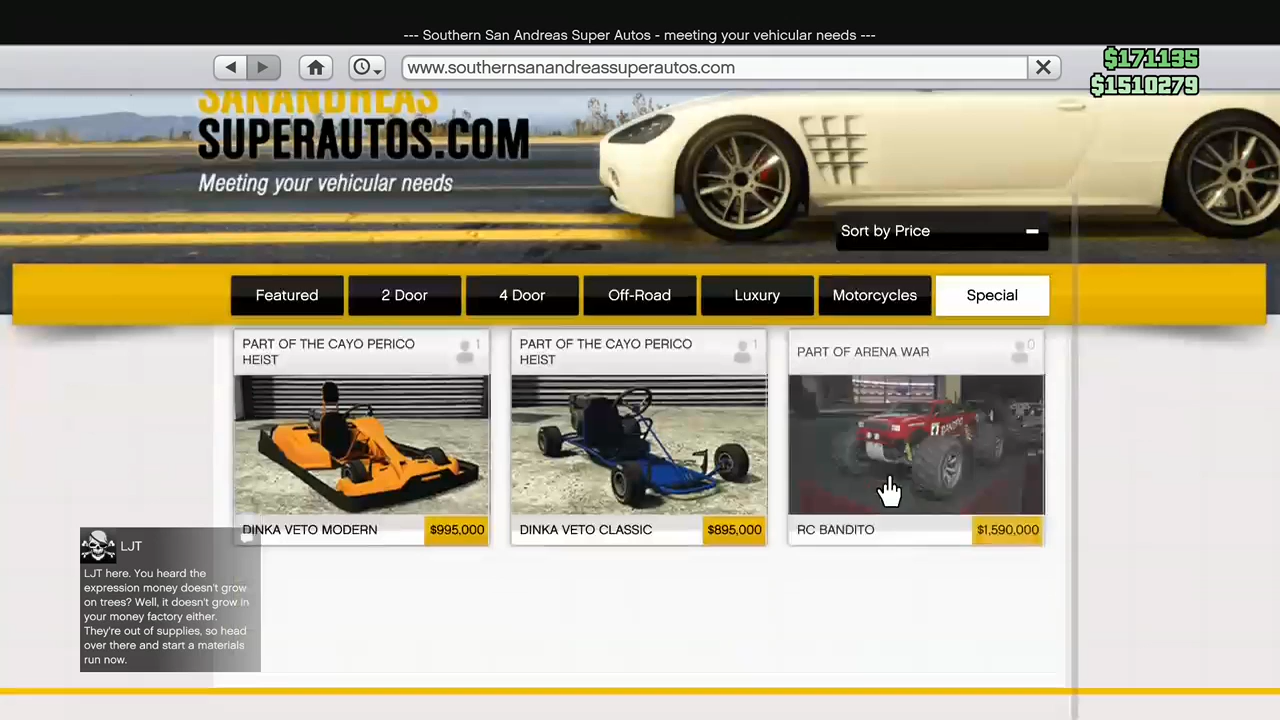 --- Southern San Andreas Super Autos - meeting your vehicular needs ---
www.southernsanandreassuperautos.com
$171135
$1510279
SANANDREAS
SUPERAUTOS.COM
Meeting your vehicular needs
Sort by Price
Featured
2 Door
4 Door
Off-Road
Luxury
Motorcycles
Special
PART OF THE CAYO PERICO
HEIST
1
PART OF THE CAYO PERICO
HEIST
1
PART OF ARENA WAR
0
BANDITO
DINKA VETO MODERN
$995,000
DINKA VETO CLASSIC
$895,000
RC BANDITO
$1,590,000
LJT
LJT here. You heard the
expression money doesn't grow
on trees? Well, it doesn't grow in
your money factory either.
They're out of supplies, so head
over there and start a materials
run now.